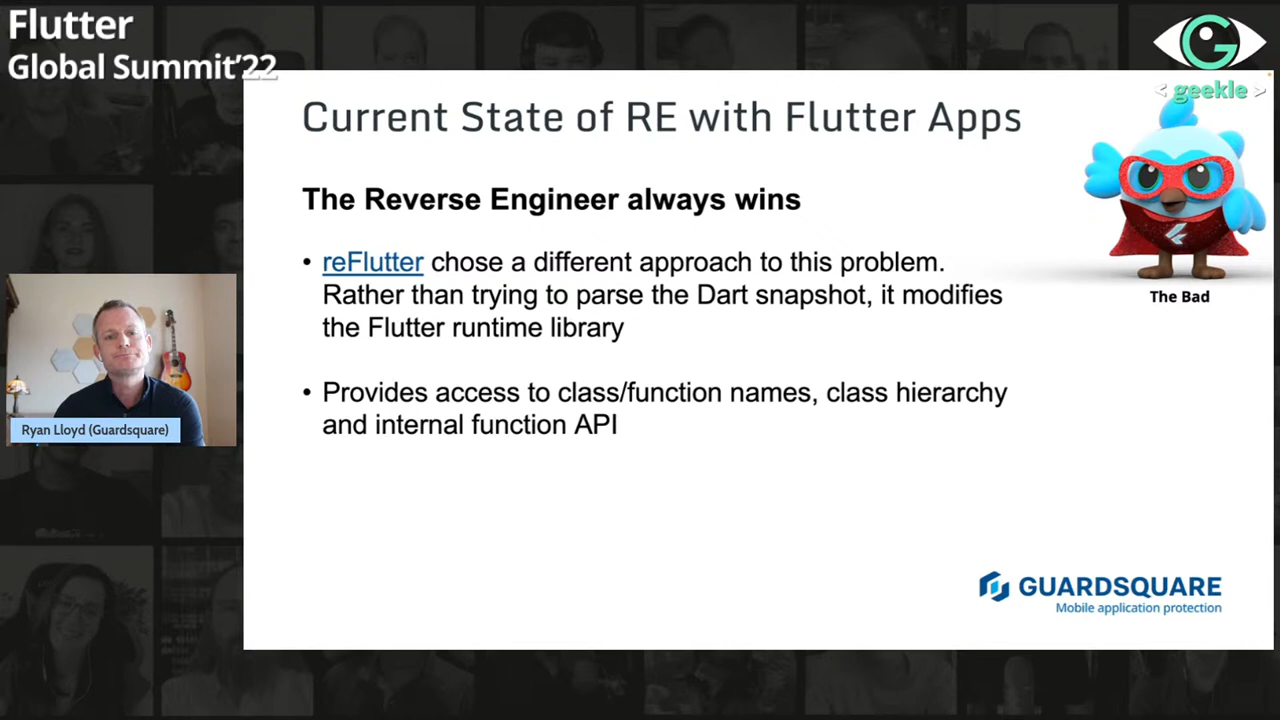 Flutter
Global Summit'22
< geekle >
Current State of RE with Flutter Apps
The Reverse Engineer always wins
• reFlutter chose a different approach to this problem.
Rather than trying to parse the Dart snapshot, it modifies
the Flutter runtime library
The Bad
• Provides access to class/function names, class hierarchy
and internal function API
Ryan Lloyd (Guardsquare)
GUARDSQUARE
Mobile application protection